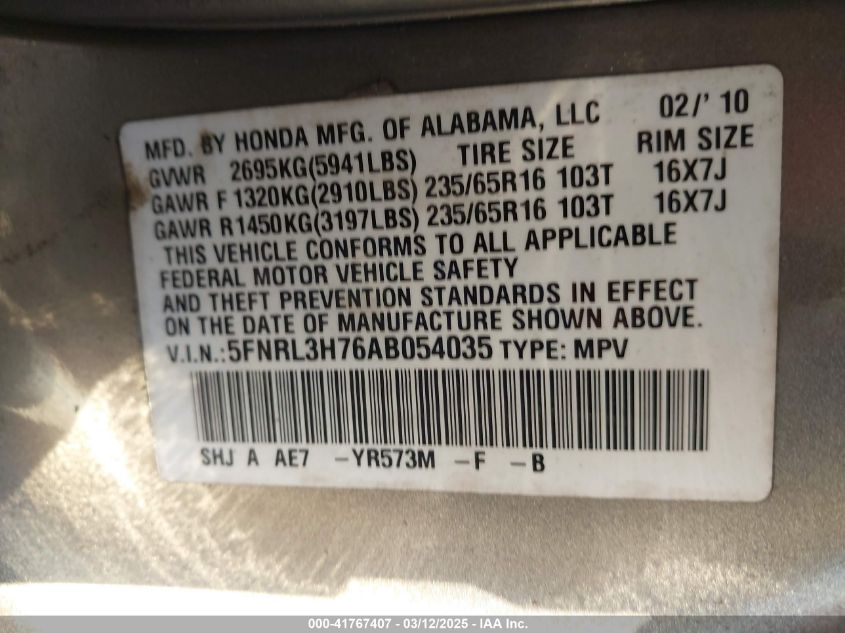 MFD. BY HONDA MFG. OF ALABAMA, LLC 02/' 10
GVWR 2695KG(5941LBS) TIRE SIZE RIM SIZE
GAWR F 1320KG(2910LBS) 235/65R16 103T 16X7J
GAWR R1450KG(3197LBS) 235/65R16 103T 16X7J
THIS VEHICLE CONFORMS TO ALL APPLICABLE
FEDERAL MOTOR VEHICLE SAFETY
AND THEFT PREVENTION STANDARDS IN EFFECT
ON THE DATE OF MANUFACTURE SHOWN ABOVE.
V.I.N.:5FNRL3H76AB054035 TYPE: MPV
SHJ A AE7 -YR573M -F -B
000-41767407 - 03/12/2025 - IAA Inc.